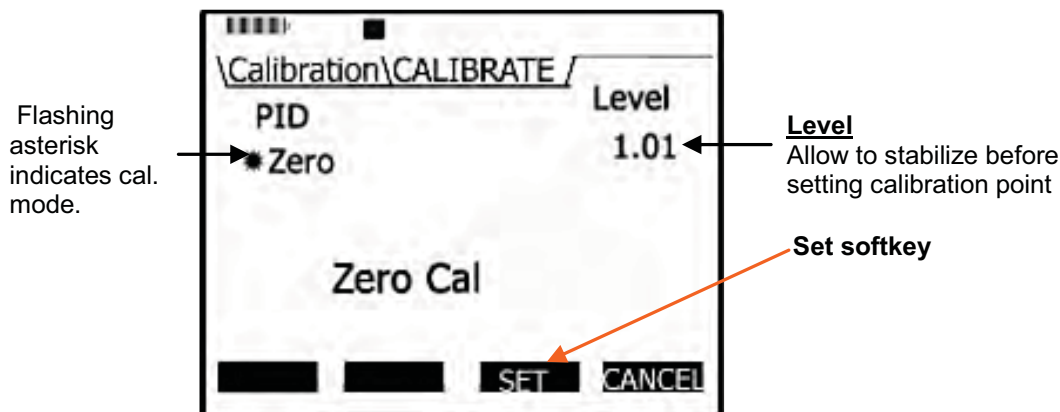 \Calibration\CALIBRATE /
PID
Level
✷Zero
1.01
Zero Cal
SET
CANCEL
Flashing
asterisk
indicates cal.
mode.
Level
Allow to stabilize before
setting calibration point
Set softkey